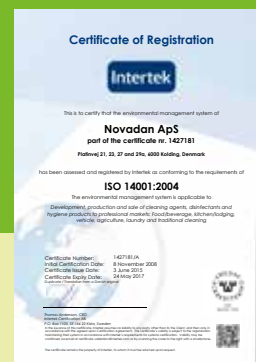 Certificate of Registration
Intertek
This is to certify that the environmental management system of
Novadan ApS
part of the certificate nr. 1427181
Platinvej 21, 23, 27 and 29a, 6000 Kolding, Denmark
has been assessed and registered by Intertek as conforming to the requirements of
ISO 14001:2004
The environmental management system is applicable to
Development, production and sale of cleaning agents, disinfectants and
hygiene products to professional markets: Food/beverage, kitchen/lodging,
vehicle, agriculture, laundry and traditional cleaning
Certificate Number: 1427181/A
Initial Certification Date: 8 November 2008
Certificate Issue Date: 3 June 2015
Certificate Expiry Date: 24 May 2017